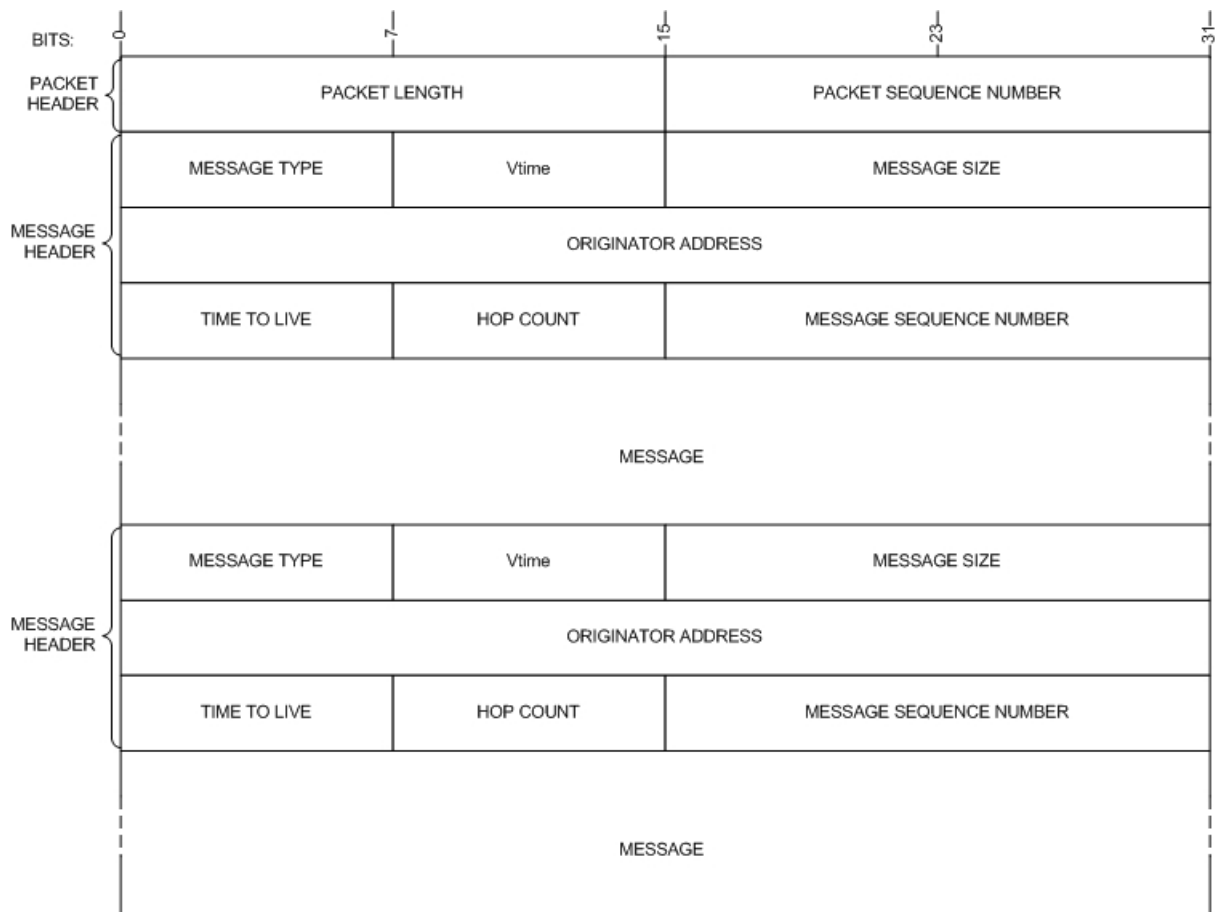 BITS: 0 7 15 23 31
PACKET
HEADER
PACKET LENGTH PACKET SEQUENCE NUMBER
MESSAGE TYPE Vtime MESSAGE SIZE
MESSAGE
HEADER
ORIGINATOR ADDRESS
TIME TO LIVE HOP COUNT MESSAGE SEQUENCE NUMBER
MESSAGE
MESSAGE TYPE Vtime MESSAGE SIZE
MESSAGE
HEADER
ORIGINATOR ADDRESS
TIME TO LIVE HOP COUNT MESSAGE SEQUENCE NUMBER
MESSAGE